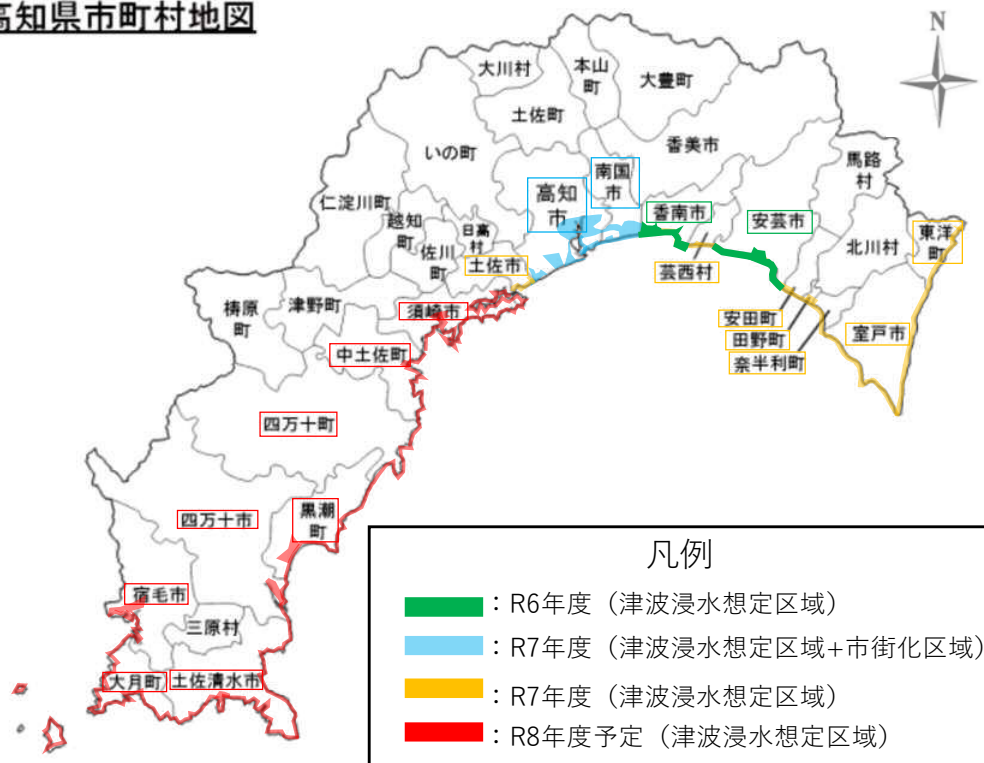 高知県市町村地図
N
大川村
本山
町
大豊町
土佐町
いの町
香美市
馬路
村
南国
市
高知
市
仁淀川町
越知
町
日高
村
佐川
町
香南市
安芸市
東洋
町
北川村
土佐市
芸西村
津野町
梼原
町
須崎市
安田町
田野町
奈半利町
室戸市
中土佐町
四万十町
四万十市
黒潮
町
宿毛市
三原村
大月町
土佐清水市
凡例
：R6年度（津波浸水想定区域）
：R7年度（津波浸水想定区域+市街化区域）
：R7年度（津波浸水想定区域）
：R8年度予定（津波浸水想定区域）